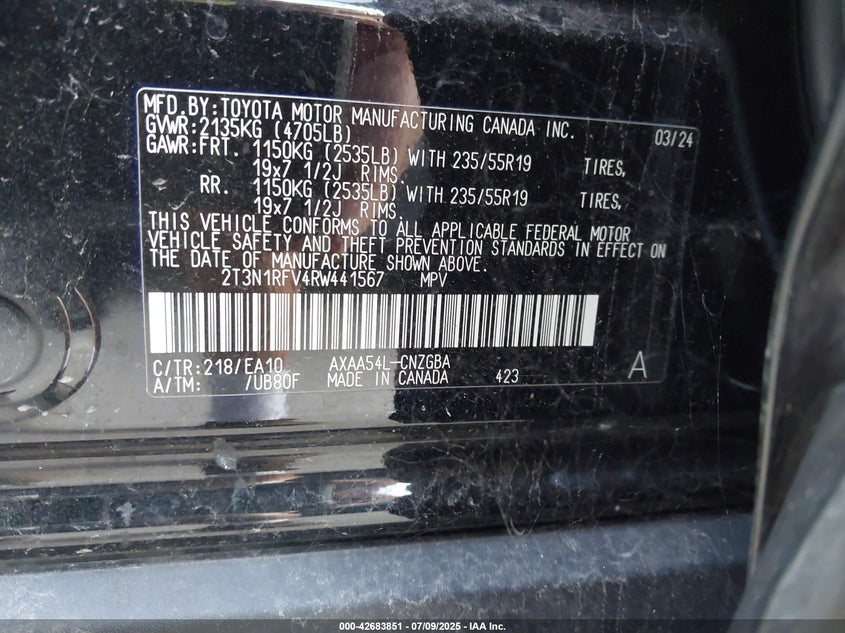 MFD.BY:TOYOTA MOTOR MANUFACTURING CANADA INC. 03/24
GVWR:2135KG (4705LB)
GAWR:FRT. 1150KG (2535LB) WITH 235/55R19 TIRES,
19x7 1/2J RIMS.
RR. 1150KG (2535LB) WITH 235/55R19 TIRES,
19x7 1/2J RIMS.
THIS VEHICLE CONFORMS TO ALL APPLICABLE FEDERAL MOTOR
VEHICLE SAFETY AND THEFT PREVENTION STANDARDS IN EFFECT ON
THE DATE OF MANUFACTURE SHOWN ABOVE.
2T3N1RFV4RW441567 MPV
C/TR:218/EA10 AXAA54L-CNZGBA
A/TM: /UB80F MADE IN CANADA 423 A
000-42683851 - 07/09/2025 - IAA Inc.